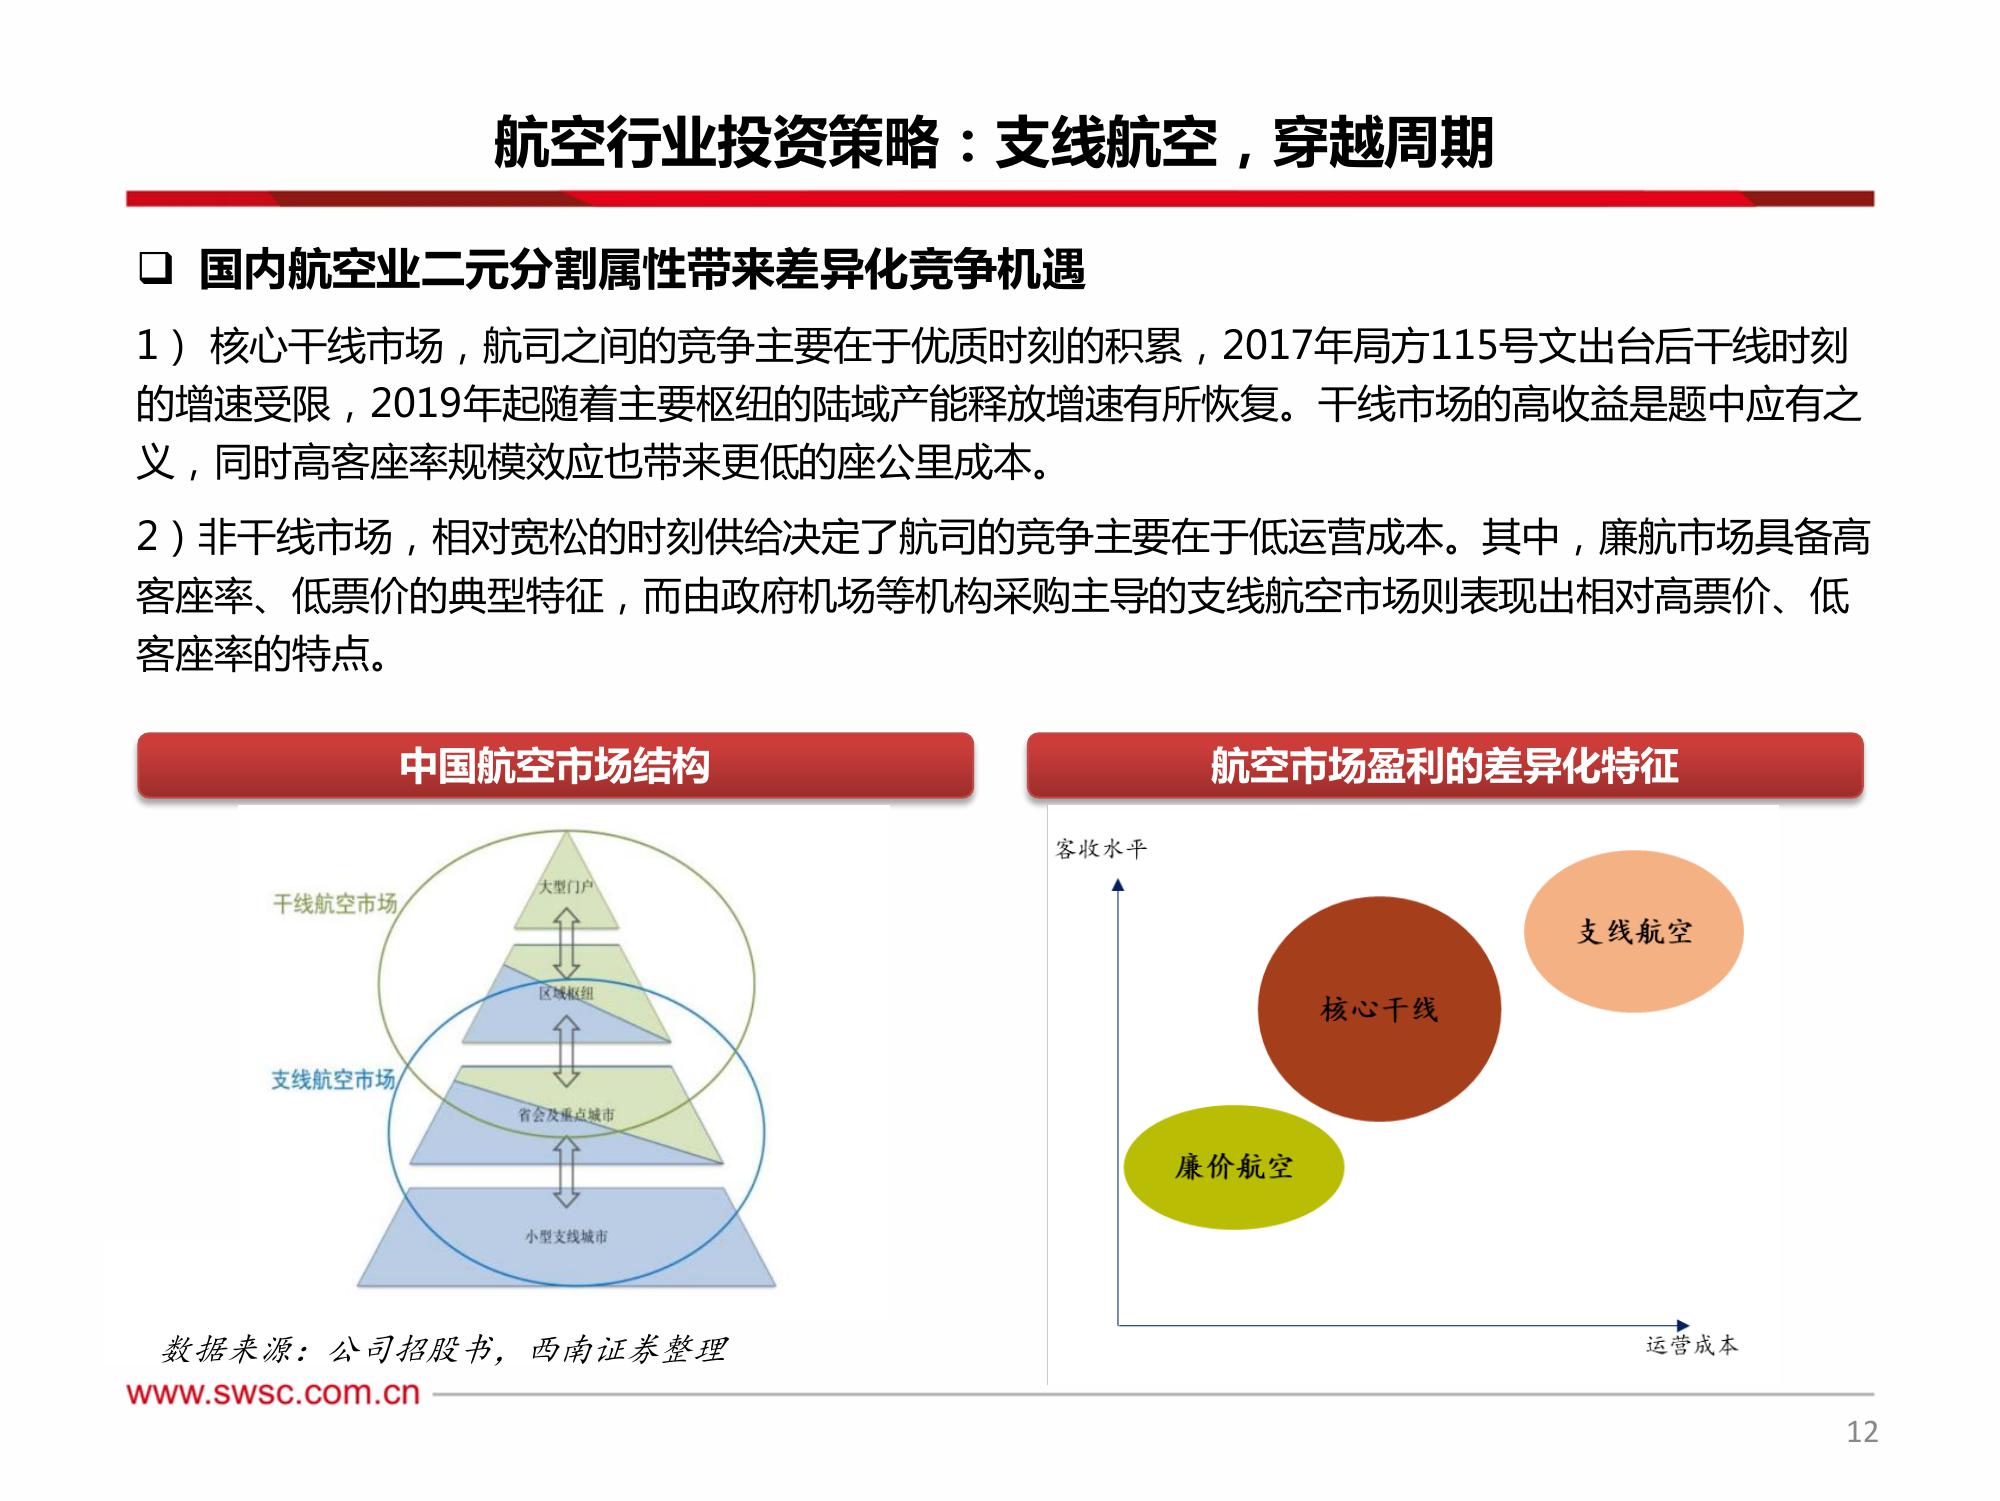 航空行业投资策略：支线航空，穿越周期
❑ 国内航空业二元分割属性带来差异化竞争机遇
1） 核心干线市场，航司之间的竞争主要在于优质时刻的积累，2017年局方115号文出台后干线时刻
的增速受限，2019年起随着主要枢纽的陆域产能释放增速有所恢复。干线市场的高收益是题中应有之
义，同时高客座率规模效应也带来更低的座公里成本。
2）非干线市场，相对宽松的时刻供给决定了航司的竞争主要在于低运营成本。其中，廉航市场具备高
客座率、低票价的典型特征，而由政府机场等机构采购主导的支线航空市场则表现出相对高票价、低
客座率的特点。
中国航空市场结构
大型门户
干线航空市场
区域枢纽
支线航空市场
省会及重点城市
小型支线城市
数据来源：公司招股书，西南证券整理
航空市场盈利的差异化特征
客收水平
支线航空
核心干线
廉价航空
运营成本
www.swsc.com.cn
12